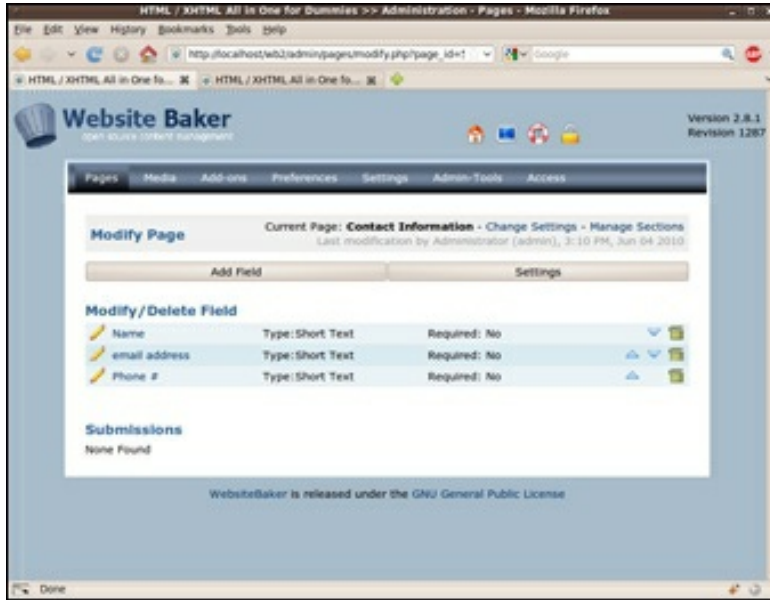 HTML / XHTML All in One for Dummies >> Administration - Pages - Mozilla Firefox
File Edit View History Bookmarks Tools Help
http://localhost/wb2/admin/pages/modify.php?page_id=
Google
HTML / XHTML All in One fo...
HTML / XHTML All in One fo...
Website Baker
open source content management
Version 2.8.1
Revision 1287
Pages Media Add-ons Preferences Settings Admin-Tools Access
Modify Page
Current Page: Contact Information - Change Settings - Manage Sections
Last modification by Administrator (admin), 3:10 PM, Jun 04 2010
Add Field Settings
Modify/Delete Field
Name Type:Short Text Required: No
email address Type:Short Text Required: No
Phone # Type:Short Text Required: No
Submissions
None Found
WebsiteBaker is released under the GNU General Public License
Done